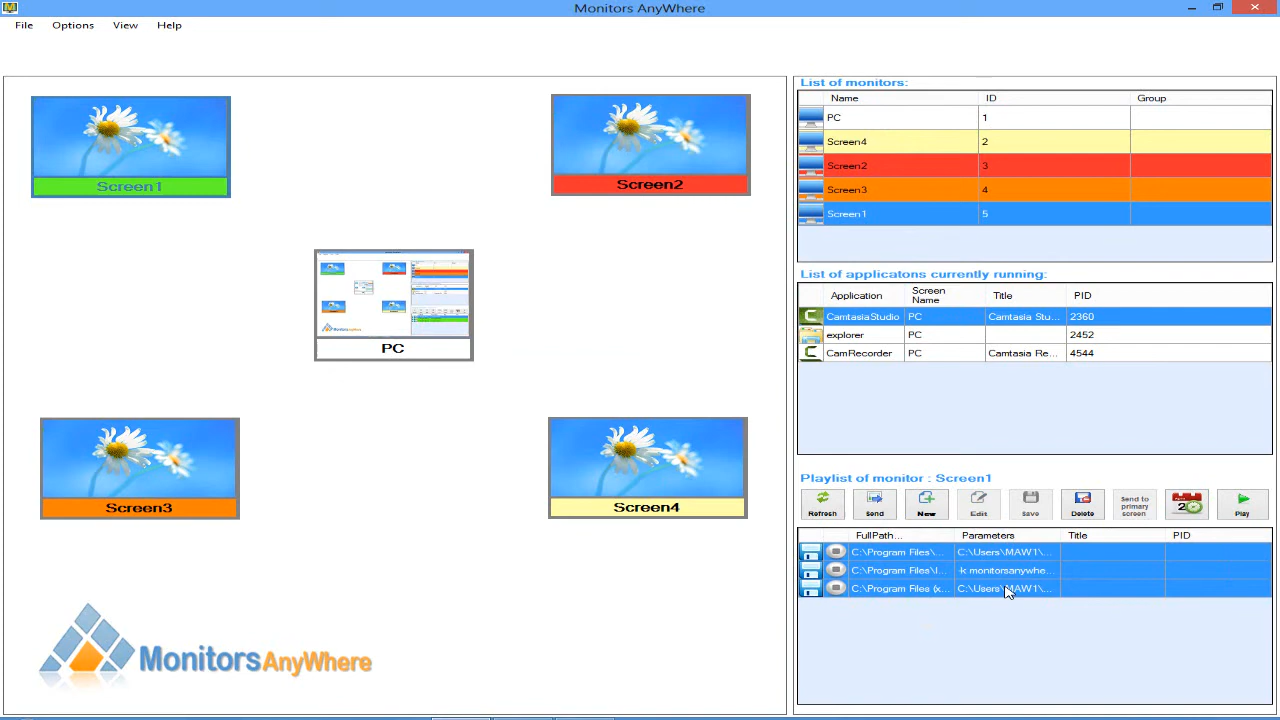 Monitors AnyWhere
File Options View Help
Screen1
Screen2
PC
Screen3
Screen4
MonitorsAnyWhere
List of monitors:
Name ID Group
PC 1
Screen4 2
Screen2 3
Screen3 4
Screen1 5
List of applicatons currently running:
Application Screen Name Title PID
CamtasiaStudio PC Camtasia Stu... 2360
explorer PC 2452
CamRecorder PC Camtasia Re... 4544
Playlist of monitor : Screen1
Refresh Send New Edit Save Delete Send to primary screen Play
FullPath... Parameters Title PID
C:\Program Files\... C:\Users\MAW1\...
C:\Program Files\I... -k monitorsanywhe...
C:\Program Files (x... C:\Users\MAW1\...